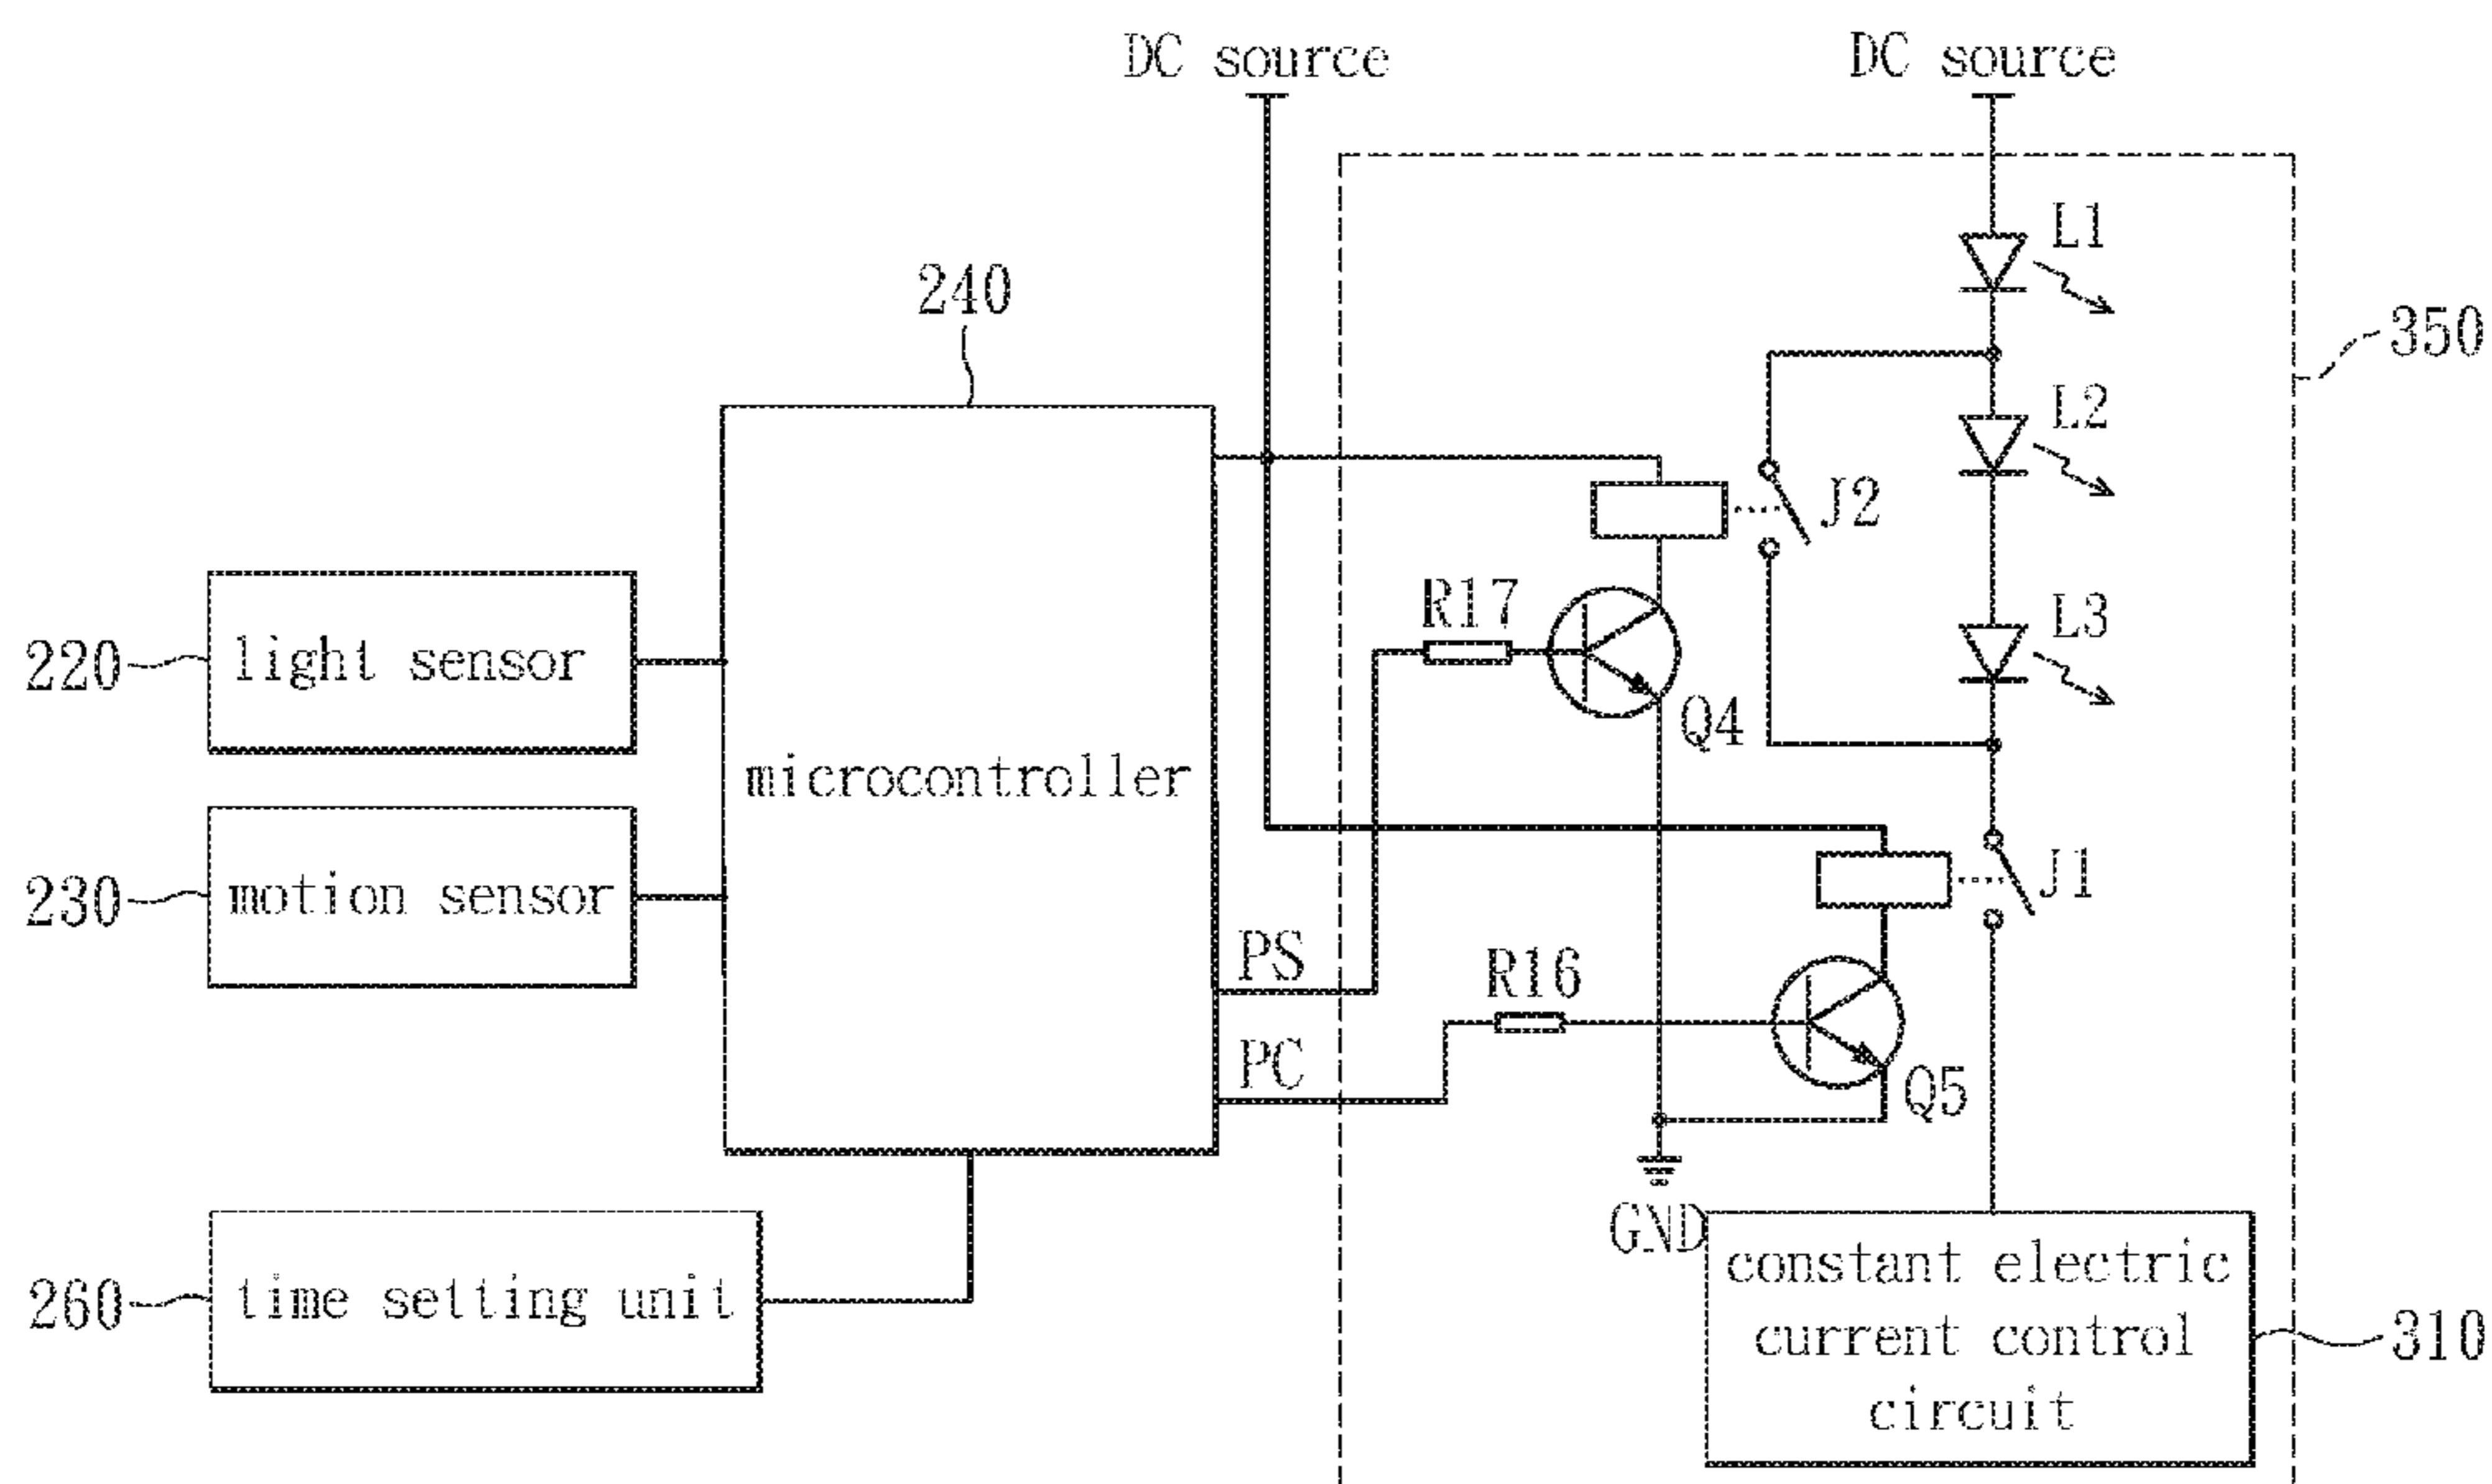 DC source
DC source
L1
240
350
L2
J2
R17
L3
220
light sensor
Q4
microcontroller
J1
230
motion sensor
PS
R16
PC
Q5
GND
constant electric
current control
circuit
260
time setting unit
310